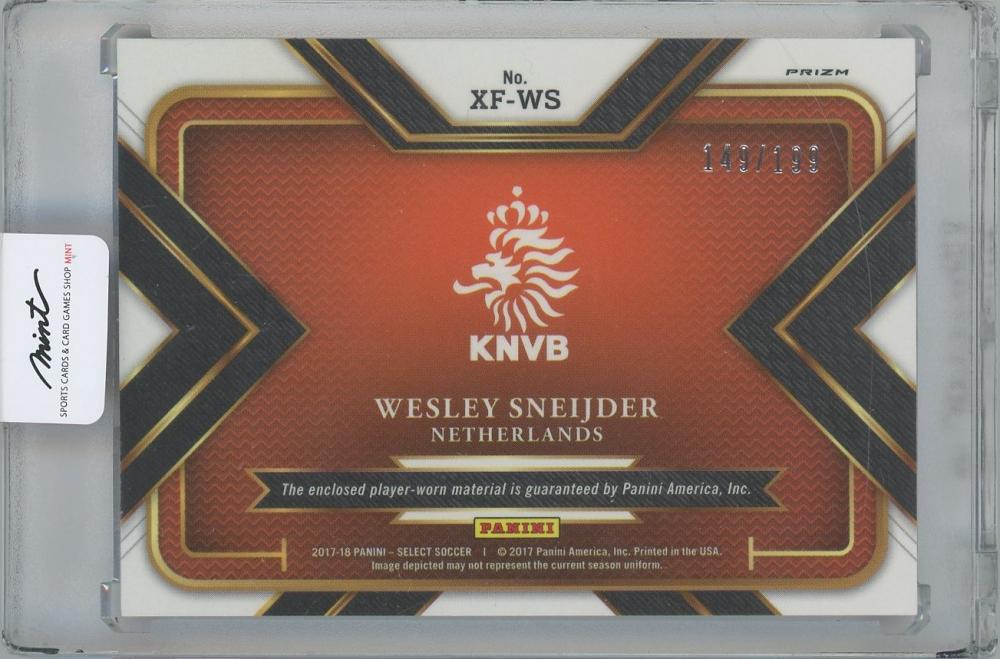 No.
XF-WS
PRIZM
149/199
KNVB
WESLEY SNEIJDER
NETHERLANDS
The enclosed player-worn material is guaranteed by Panini America, Inc.
PANINI
2017-18 PANINI – SELECT SOCCER | © 2017 Panini America, Inc. Printed in the USA.
Image depicted may not represent the current season uniform.
mint
SPORTS CARDS & CARD GAMES SHOP MINT